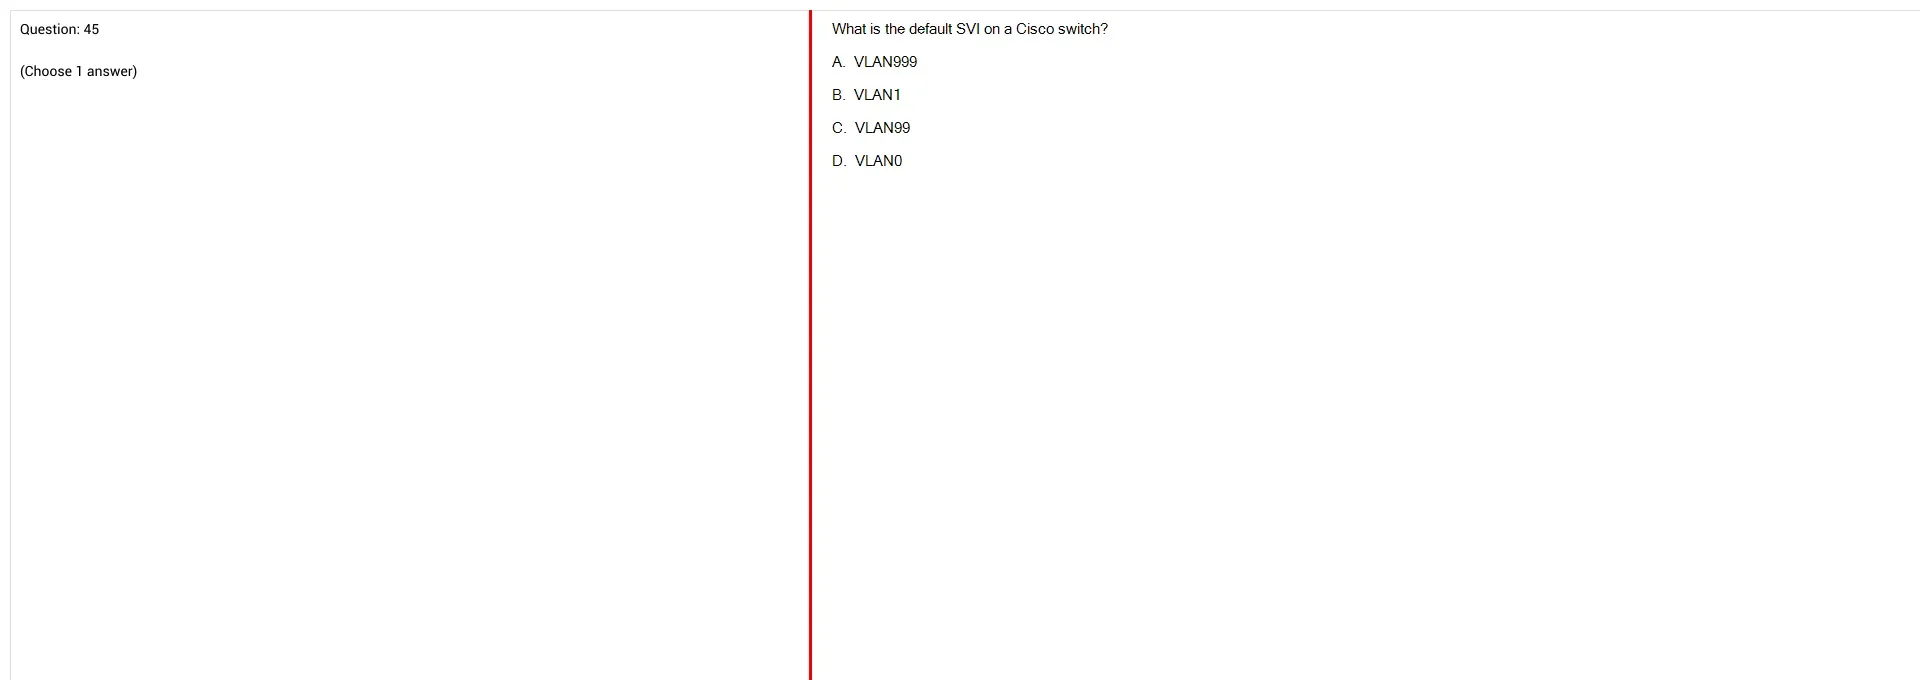 Question: 45
(Choose 1 answer)
What is the default SVI on a Cisco switch?
A. VLAN999
B. VLAN1
C. VLAN99
D. VLAN0